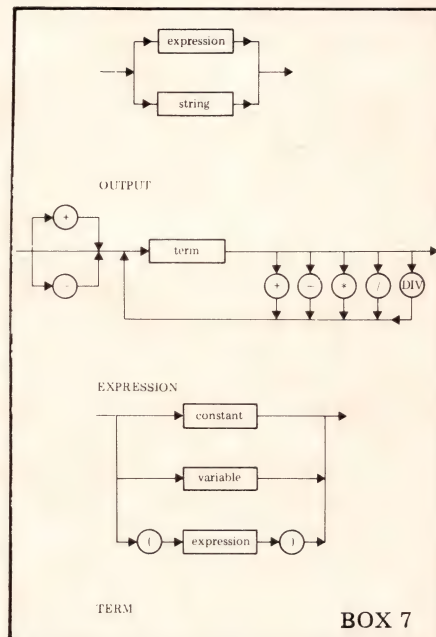 expression
string
OUTPUT
+
term
-
+ - * / DIV
EXPRESSION
constant
variable
( expression )
TERM
BOX 7